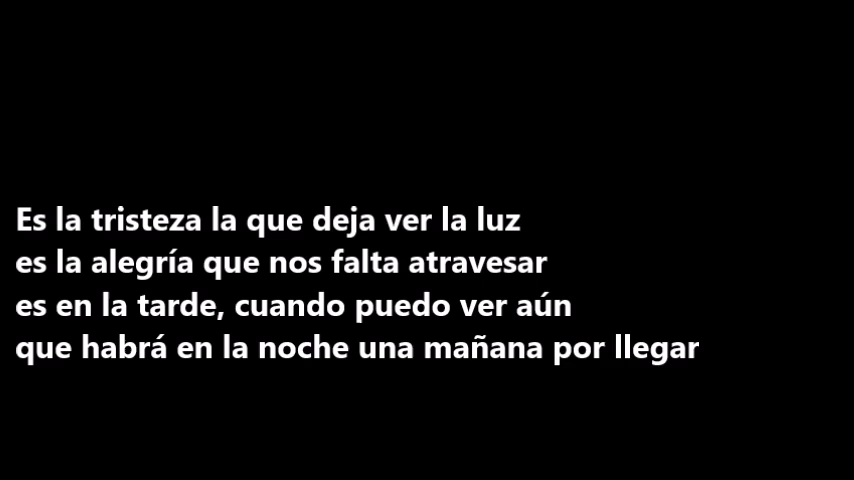 Es la tristeza la que deja ver la luz
es la alegría que nos falta atravesar
es en la tarde, cuando puedo ver aún
que habrá en la noche una mañana por llegar